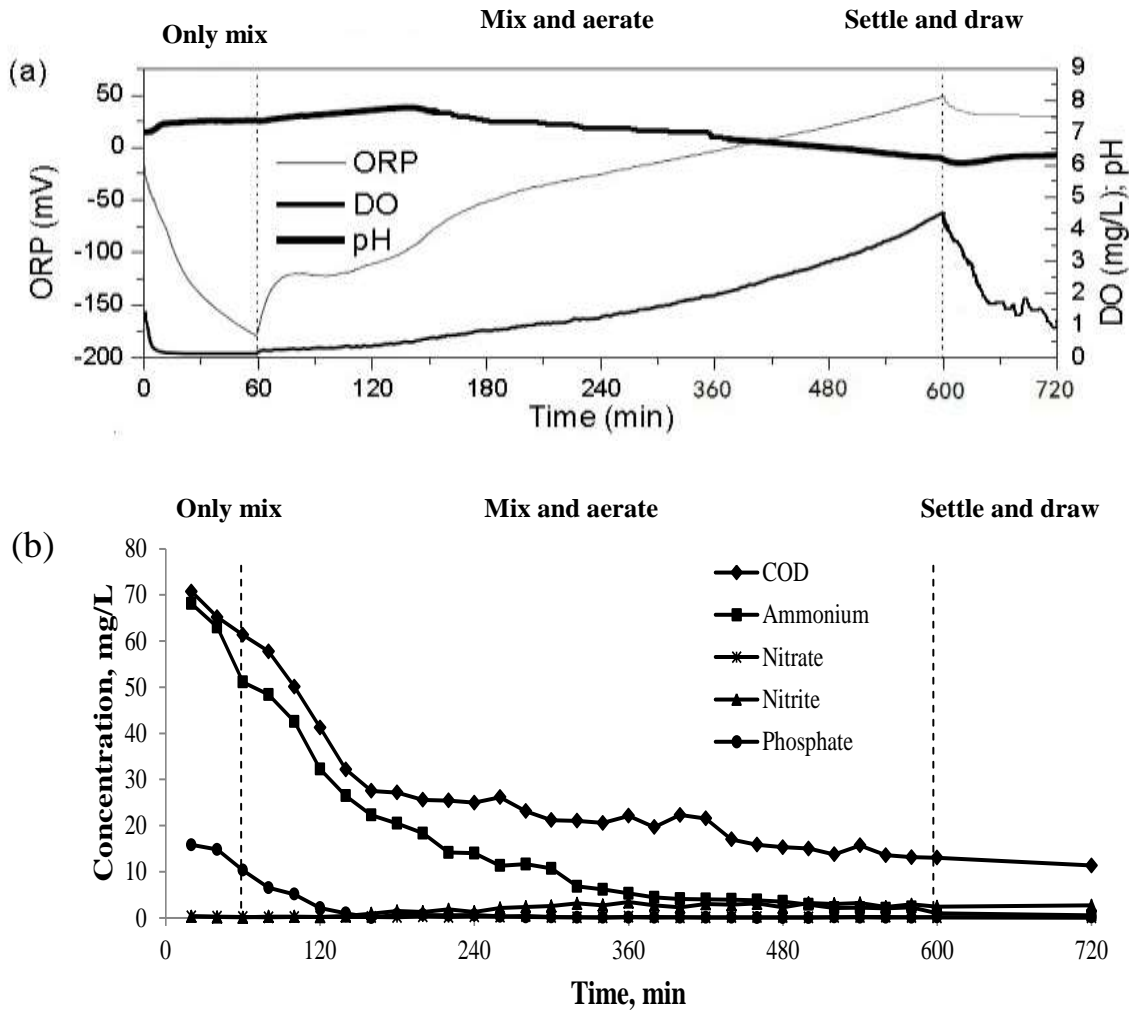 Only mix
Mix and aerate
Settle and draw
(a)
50
0
-50
-100
-150
-200
ORP (mV)
ORP
DO
pH
9
8
7
6
5
4
3
2
1
0
DO (mg/L); pH
0 60 120 180 240 300 360 420 480 540 600 660 720
Time (min)
Only mix
Mix and aerate
Settle and draw
(b)
80
70
60
50
40
30
20
10
0
Concentration, mg/L
COD
Ammonium
Nitrate
Nitrite
Phosphate
0 120 240 360 480 600 720
Time, min